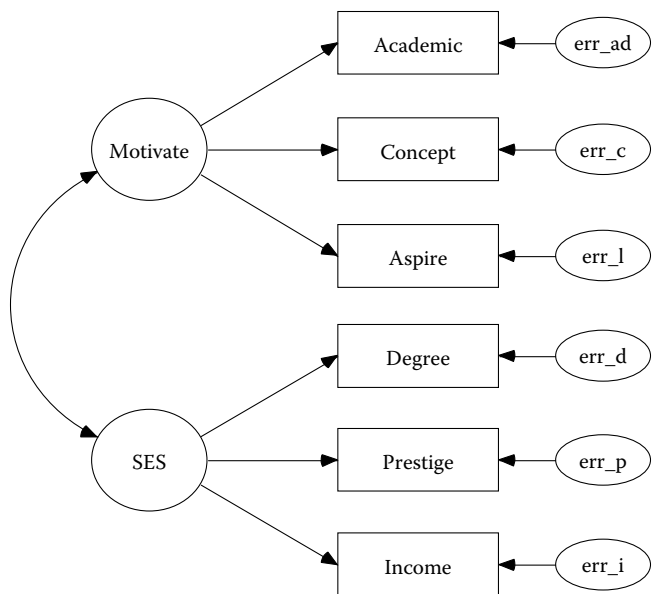 Academic
err_ad
Motivate
Concept
err_c
Aspire
err_l
Degree
err_d
SES
Prestige
err_p
Income
err_i